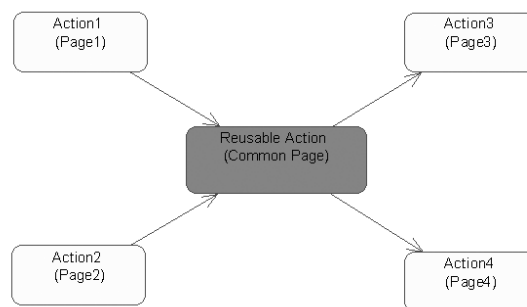 Action1
(Page1)
Action3
(Page3)
Reusable Action
(Common Page)
Action2
(Page2)
Action4
(Page4)